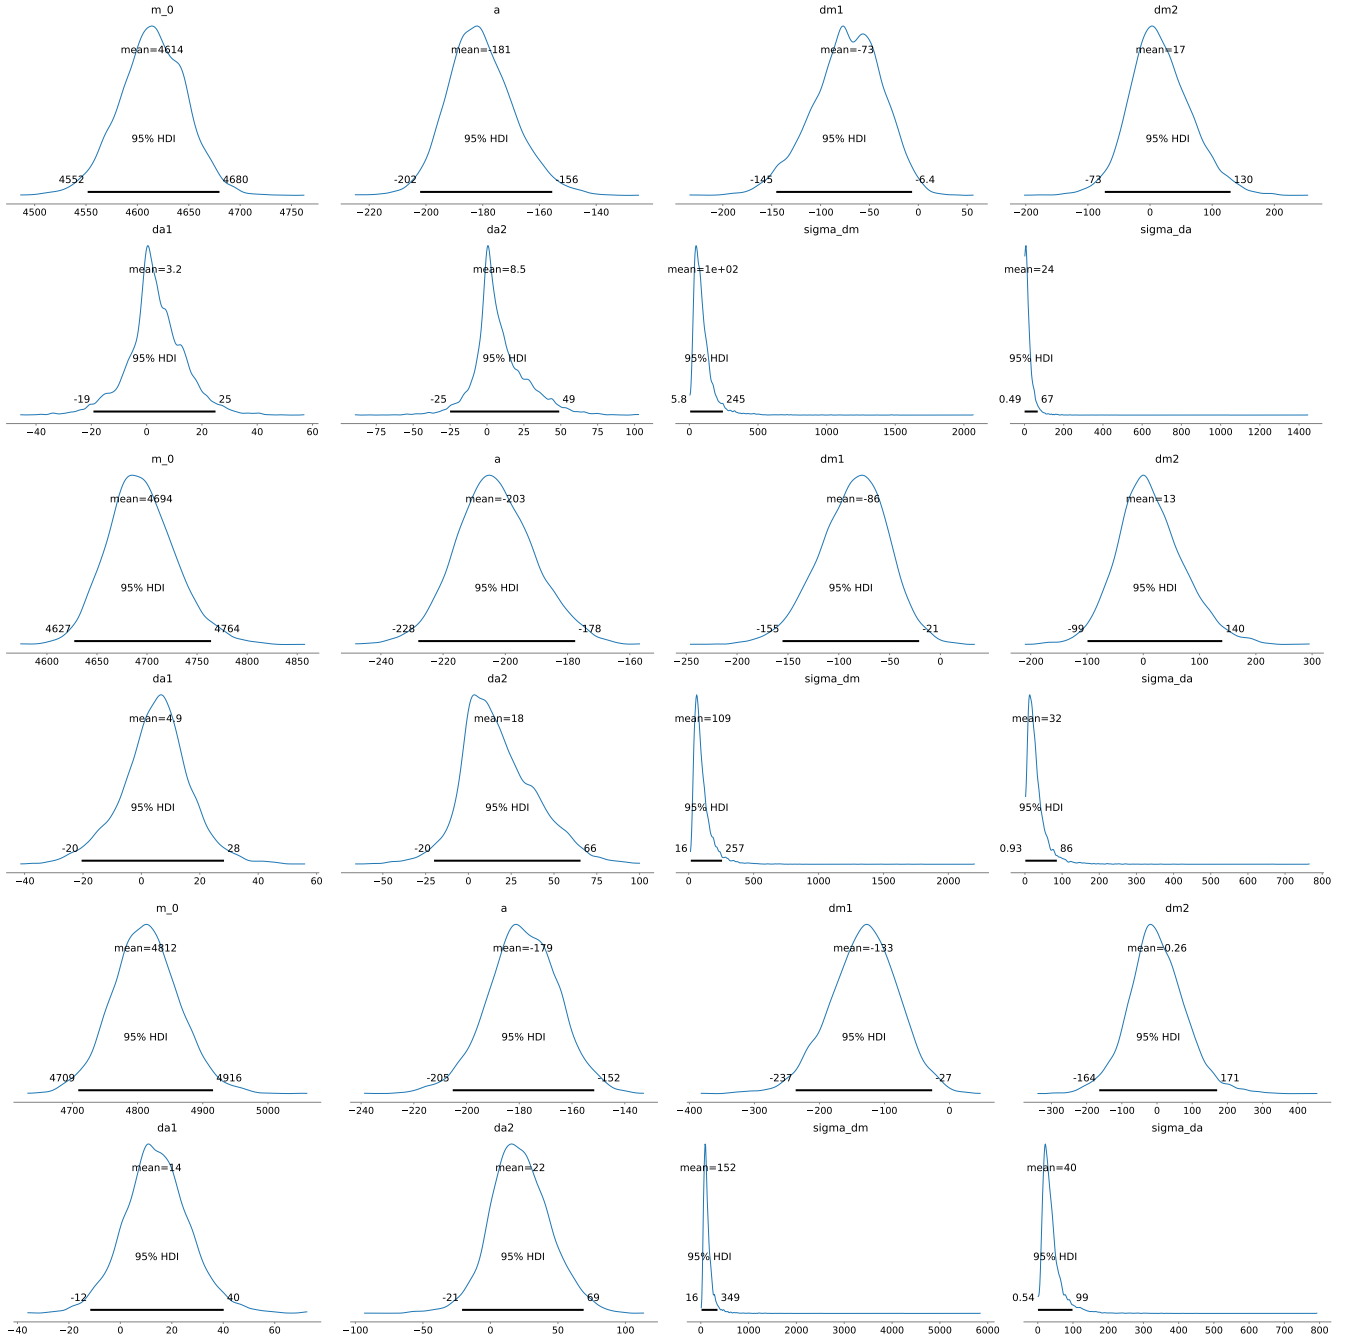 m_0 a dm1 dm2
mean=4614 mean=-181 mean=-73 mean=17
95% HDI 95% HDI 95% HDI 95% HDI
4552 4680 -202 -156 -145 -6.4 -73 130
4500 4550 4600 4650 4700 4750 −220 −200 −180 −160 −140 −200 −150 −100 −50 0 50 −200 −100 0 100 200
da1 da2 sigma_dm sigma_da
mean=3.2 mean=8.5 mean=1e+02 mean=24
95% HDI 95% HDI 95% HDI 95% HDI
-19 25 -25 49 5.8 245 0.49 67
−40 −20 0 20 40 60 −75 −50 −25 0 25 50 75 100 0 500 1000 1500 2000 0 200 400 600 800 1000 1200 1400
m_0 a dm1 dm2
mean=4694 mean=-203 mean=-86 mean=13
95% HDI 95% HDI 95% HDI 95% HDI
4627 4764 -228 -178 -155 -21 -99 140
4600 4650 4700 4750 4800 4850 −240 −220 −200 −180 −160 −250 −200 −150 −100 −50 0 −200 −100 0 100 200 300
da1 da2 sigma_dm sigma_da
mean=4.9 mean=18 mean=109 mean=32
95% HDI 95% HDI 95% HDI 95% HDI
-20 28 -20 66 16 257 0.93 86
−40 −20 0 20 40 60 −50 −25 0 25 50 75 100 0 500 1000 1500 2000 0 100 200 300 400 500 600 700 800
m_0 a dm1 dm2
mean=4812 mean=-179 mean=-133 mean=0.26
95% HDI 95% HDI 95% HDI 95% HDI
4709 4916 -205 -152 -237 -27 -164 171
4700 4800 4900 5000 −240 −220 −200 −180 −160 −140 −400 −300 −200 −100 0 −300 −200 −100 0 100 200 300 400
da1 da2 sigma_dm sigma_da
mean=14 mean=22 mean=152 mean=40
95% HDI 95% HDI 95% HDI 95% HDI
-12 40 -21 69 16 349 0.54 99
−40 −20 0 20 40 60 −100 −50 0 50 100 0 1000 2000 3000 4000 5000 6000 0 100 200 300 400 500 600 700 800